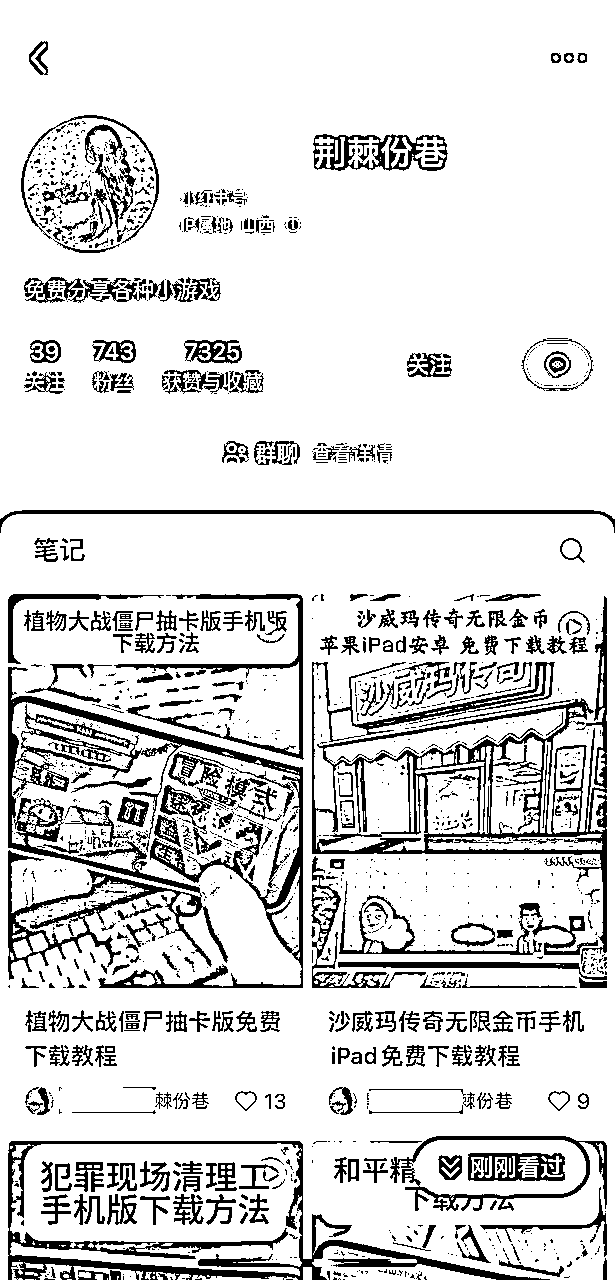 荆棘份巷
小红书号
IP属地 山西
免费分享各种小游戏
39 743 7325
关注 粉丝 获赞与收藏
关注
群聊 查看详情
笔记
植物大战僵尸抽卡版手机版
下载方法
沙威玛传奇无限金币
苹果iPad安卓 免费下载教程
沙威玛传奇
冒险模式
植物大战僵尸抽卡版免费
下载教程
沙威玛传奇无限金币手机
iPad免费下载教程
棘份巷 13
棘份巷 9
犯罪现场清理工
手机版下载方法
和平精
下载方法
刚刚看过